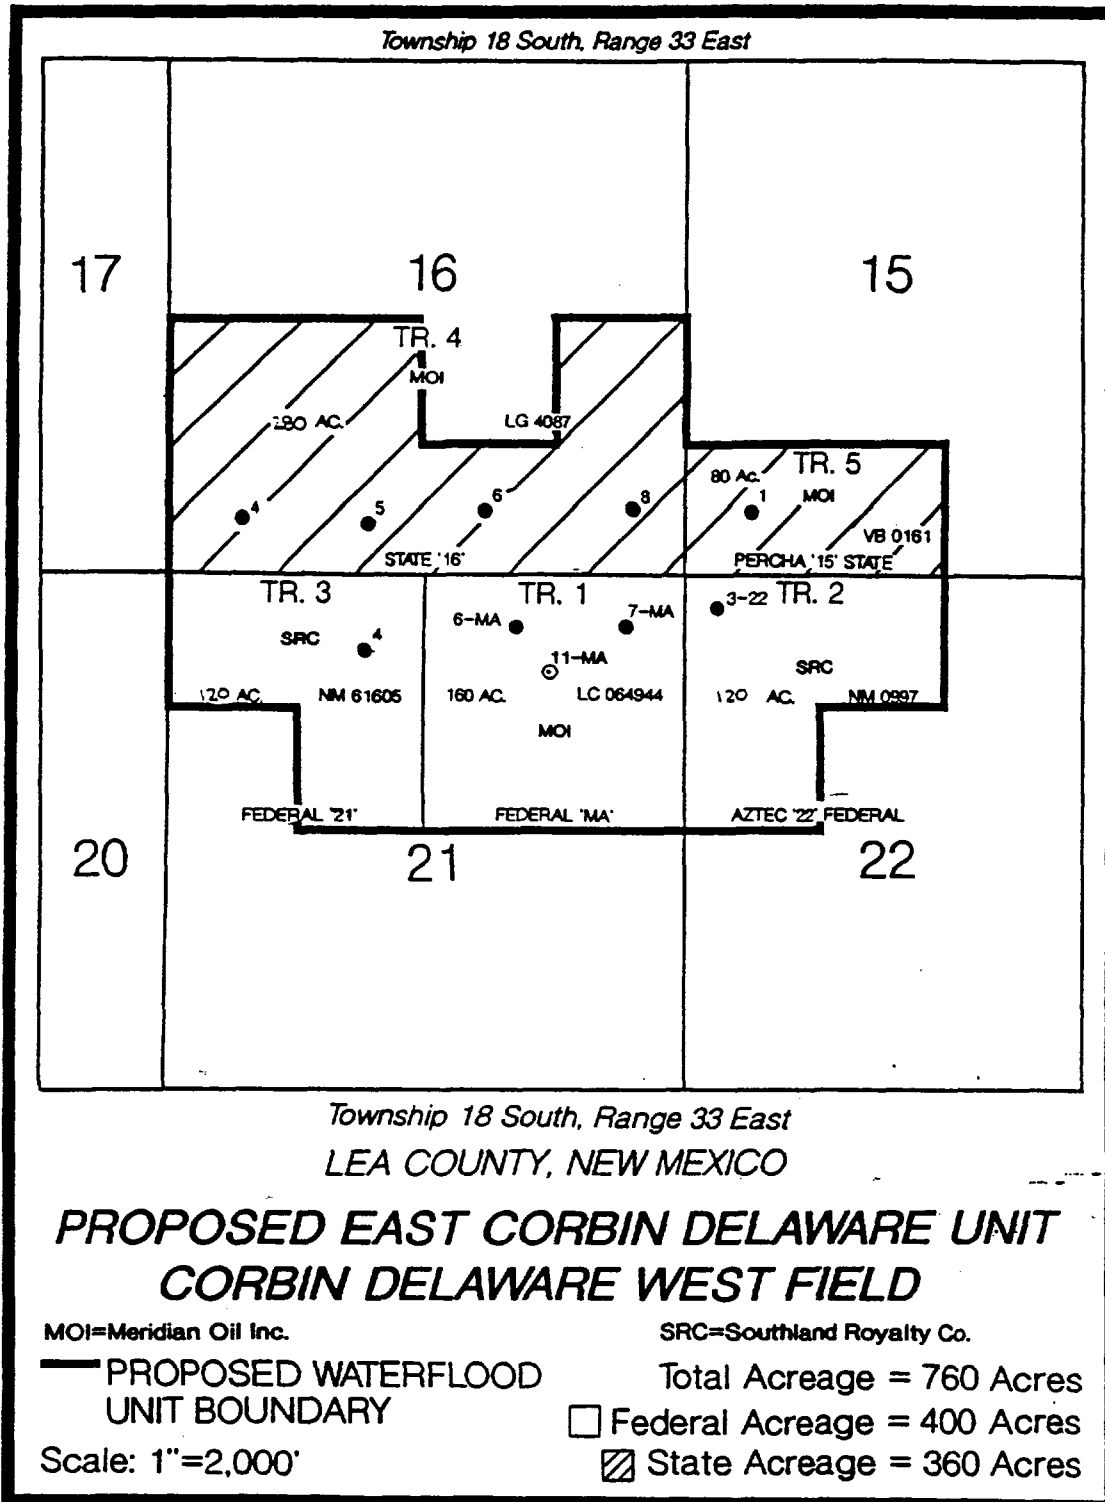 Township 18 South, Range 33 East
17
16
15
TR. 4
MOI
280 AC.
LG 4087
TR. 5
80 Ac.
MOI
4
5
6
8
1
VB 0161
STATE '16'
PERCHA '15' STATE
TR. 3
TR. 1
3-22 TR. 2
6-MA
7-MA
SRC
4
11-MA
SRC
120 AC.
NM 61605
160 AC.
LC 064944
120 AC.
NM 0997
MOI
FEDERAL '21'
FEDERAL 'MA'
AZTEC '22' FEDERAL
20
21
22
Township 18 South, Range 33 East
LEA COUNTY, NEW MEXICO
PROPOSED EAST CORBIN DELAWARE UNIT
CORBIN DELAWARE WEST FIELD
MOI=Meridian Oil Inc.
SRC=Southland Royalty Co.
PROPOSED WATERFLOOD
UNIT BOUNDARY
Total Acreage = 760 Acres
Federal Acreage = 400 Acres
Scale: 1"=2,000'
State Acreage = 360 Acres